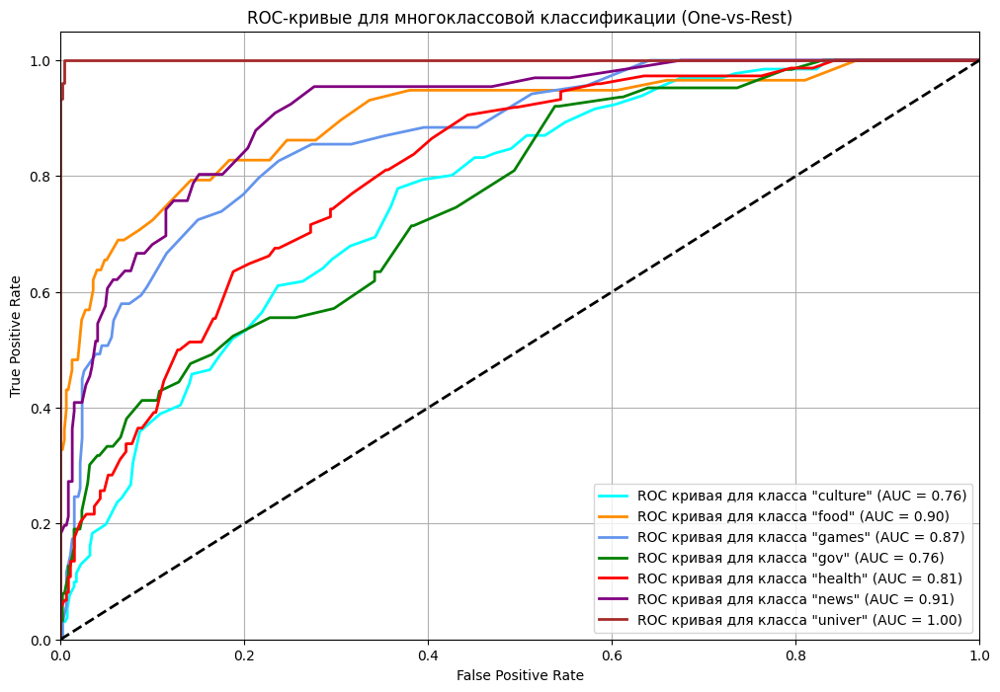 ROC-кривые для многоклассовой классификации (One-vs-Rest)
1.0
0.8
0.6
0.4
0.2
0.0
True Positive Rate
0.0 0.2 0.4 0.6 0.8 1.0
False Positive Rate
ROC кривая для класса "culture" (AUC = 0.76)
ROC кривая для класса "food" (AUC = 0.90)
ROC кривая для класса "games" (AUC = 0.87)
ROC кривая для класса "gov" (AUC = 0.76)
ROC кривая для класса "health" (AUC = 0.81)
ROC кривая для класса "news" (AUC = 0.91)
ROC кривая для класса "univer" (AUC = 1.00)